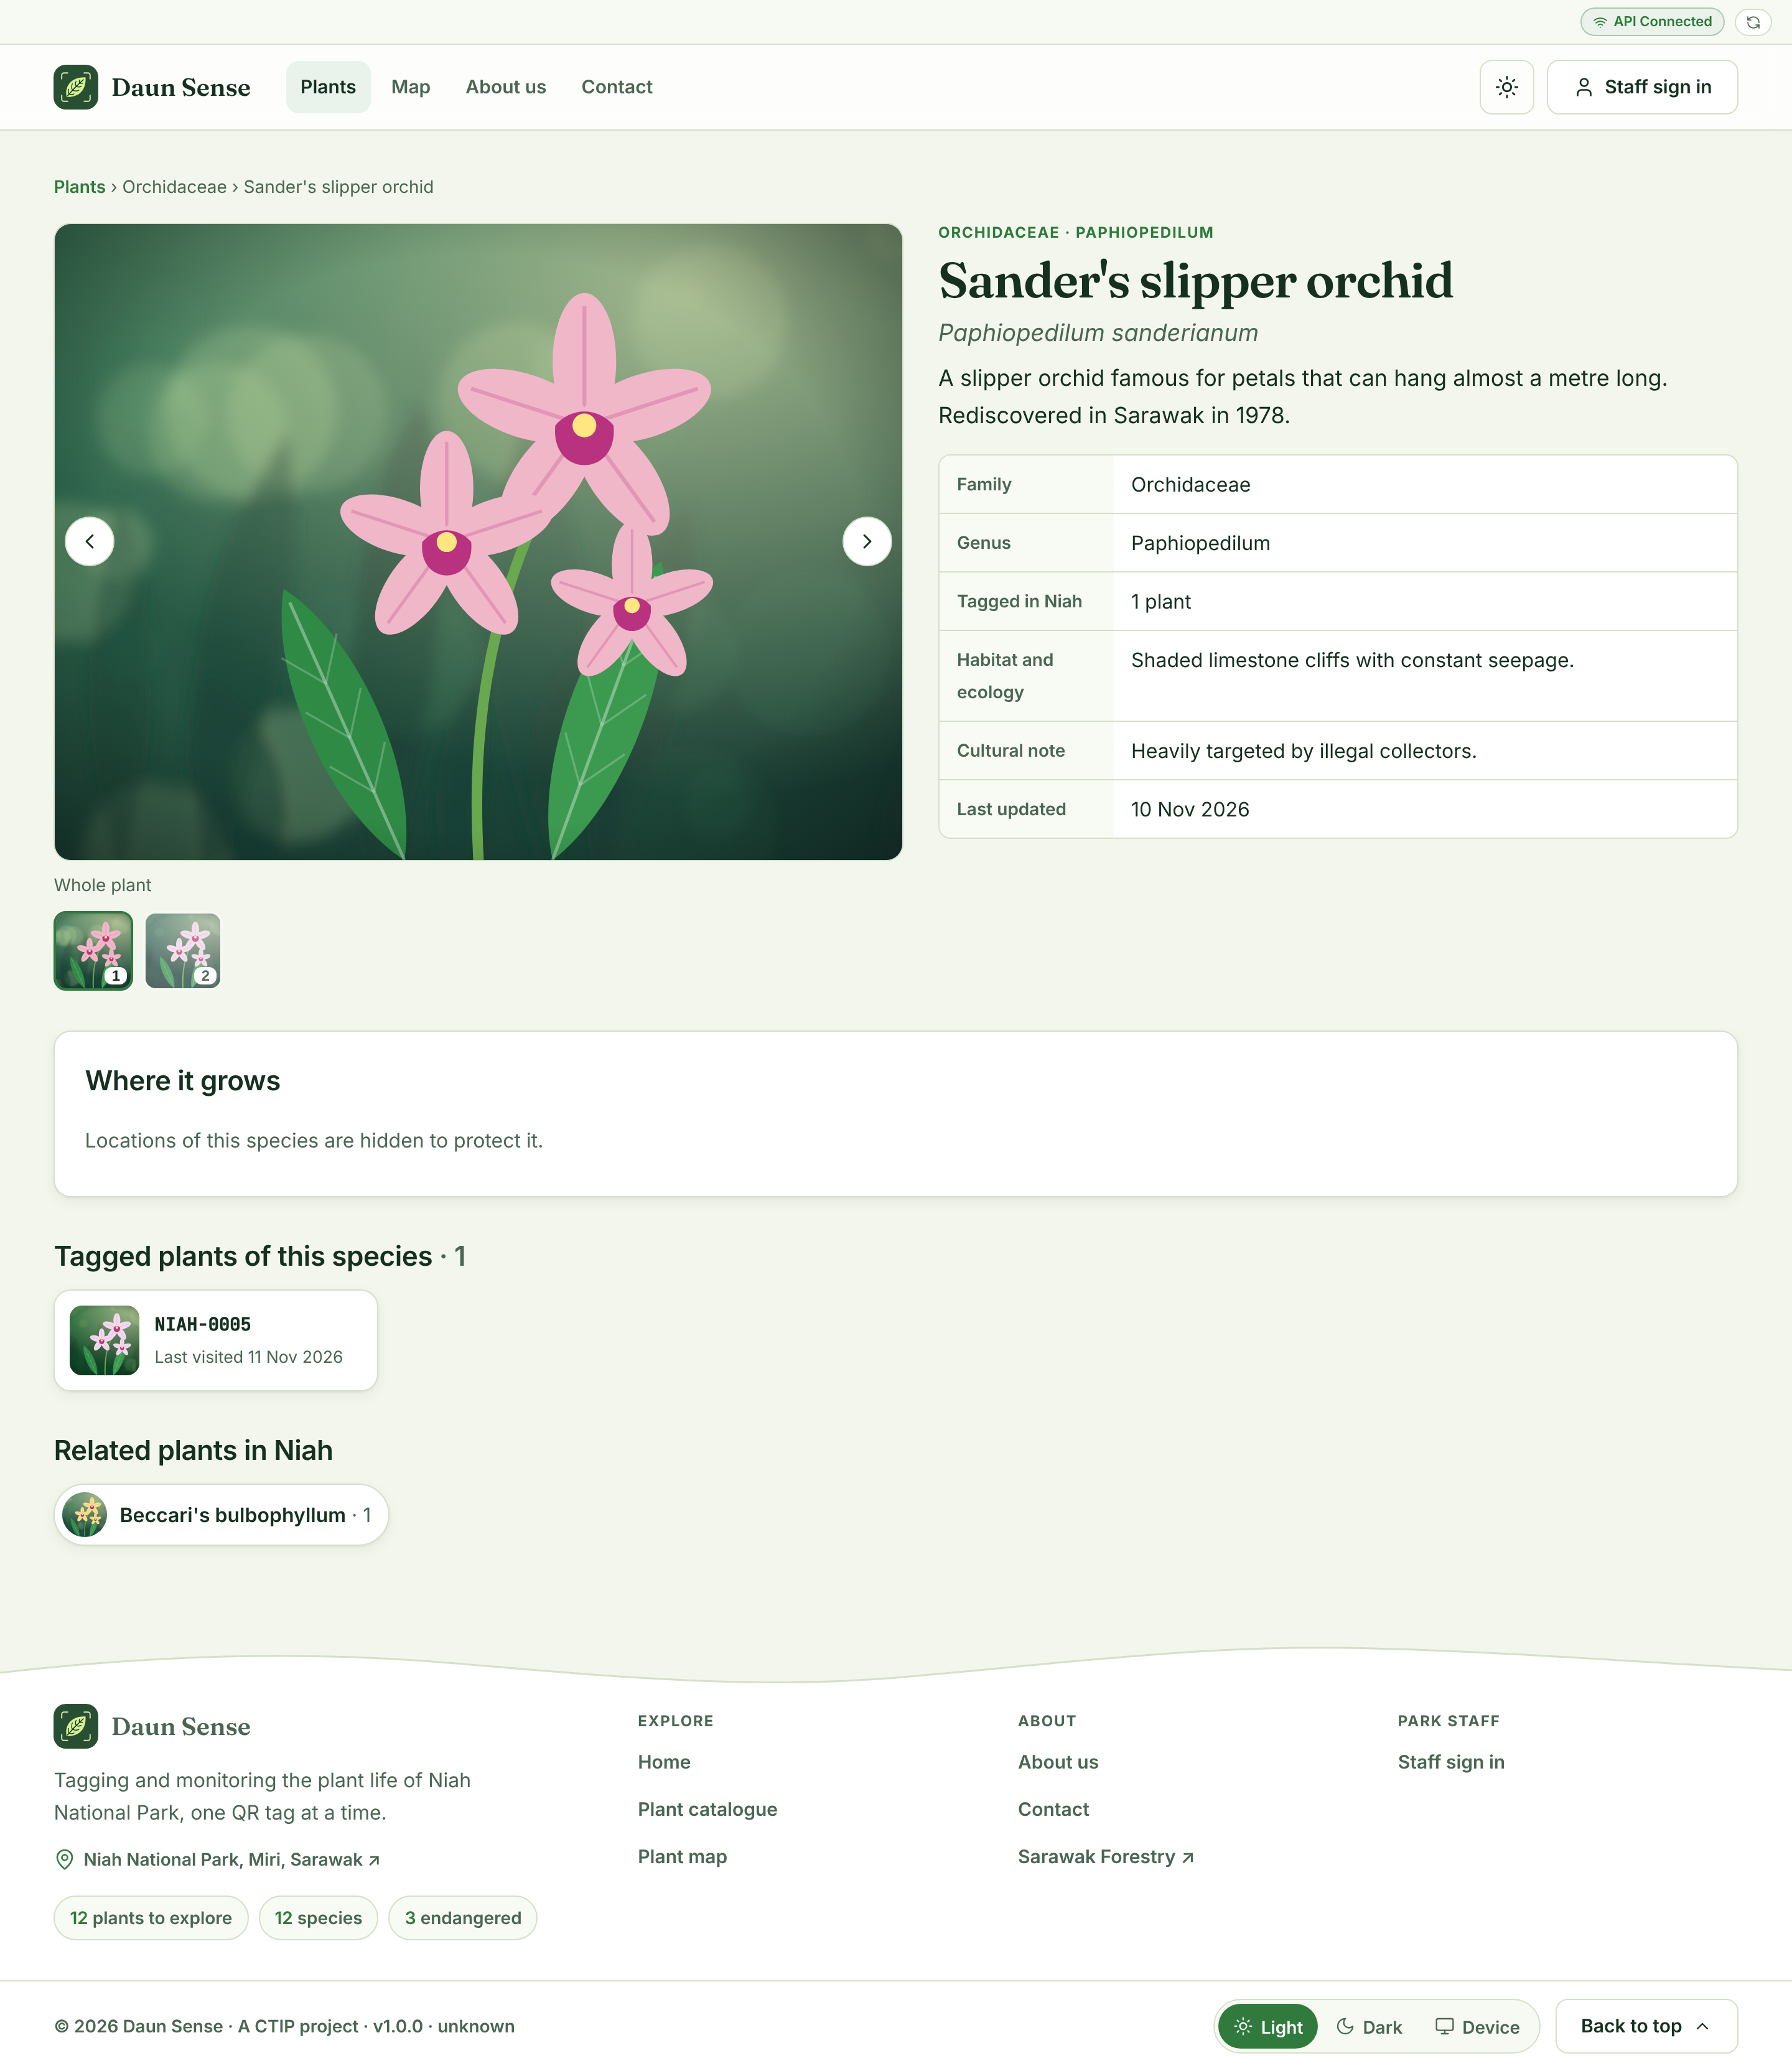 API Connected
Daun Sense
Plants
Map
About us
Contact
Staff sign in
Plants › Orchidaceae › Sander's slipper orchid
ORCHIDACEAE · PAPHIOPEDILUM
Sander's slipper orchid
Paphiopedilum sanderianum
A slipper orchid famous for petals that can hang almost a metre long.
Rediscovered in Sarawak in 1978.
Family
Orchidaceae
Genus
Paphiopedilum
Tagged in Niah
1 plant
Habitat and
ecology
Shaded limestone cliffs with constant seepage.
Cultural note
Heavily targeted by illegal collectors.
Last updated
10 Nov 2026
Whole plant
1
2
Where it grows
Locations of this species are hidden to protect it.
Tagged plants of this species · 1
NIAH-0005
Last visited 11 Nov 2026
Related plants in Niah
Beccari's bulbophyllum · 1
Daun Sense
Tagging and monitoring the plant life of Niah
National Park, one QR tag at a time.
Niah National Park, Miri, Sarawak ↗
12 plants to explore
12 species
3 endangered
EXPLORE
Home
Plant catalogue
Plant map
ABOUT
About us
Contact
Sarawak Forestry ↗
PARK STAFF
Staff sign in
© 2026 Daun Sense · A CTIP project · v1.0.0 · unknown
Light
Dark
Device
Back to top